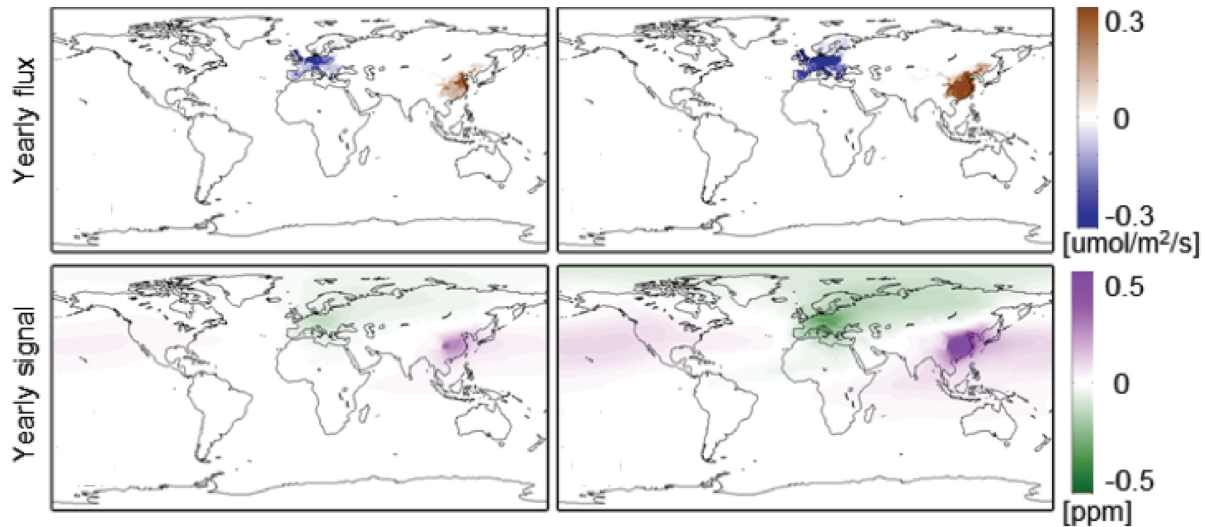 Yearly flux
0.3
0
-0.3
[umol/m²/s]
Yearly signal
0.5
0
-0.5
[ppm]